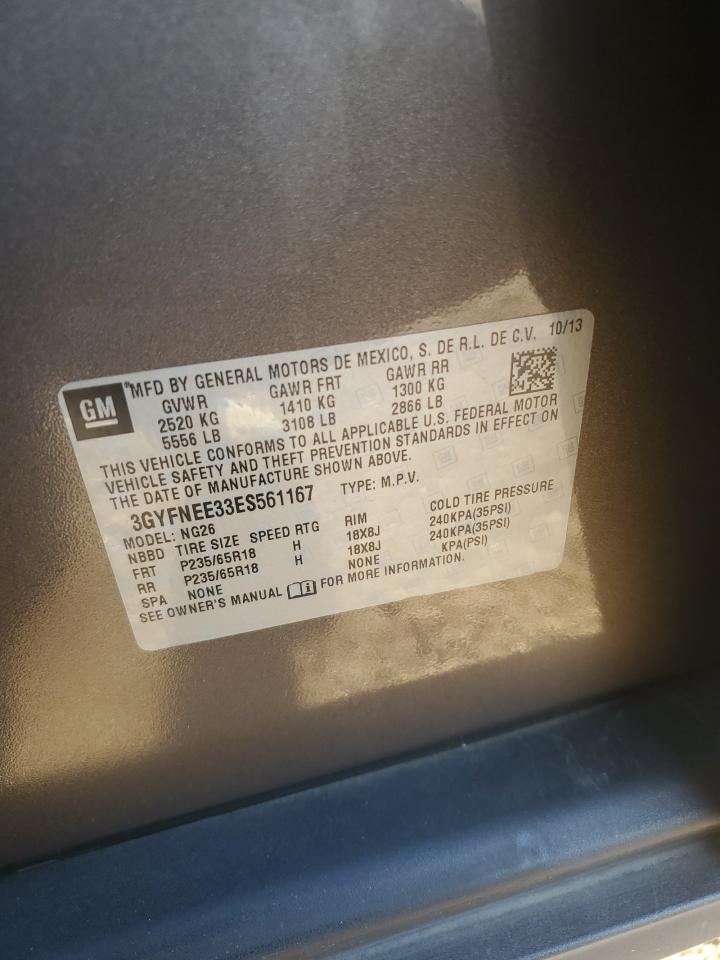 GM
MFD BY GENERAL MOTORS DE MEXICO, S. DE R.L. DE C.V. 10/13
GVWR GAWR FRT GAWR RR
2520 KG 1410 KG 1300 KG
5556 LB 3108 LB 2866 LB
THIS VEHICLE CONFORMS TO ALL APPLICABLE U.S. FEDERAL MOTOR
VEHICLE SAFETY AND THEFT PREVENTION STANDARDS IN EFFECT ON
THE DATE OF MANUFACTURE SHOWN ABOVE.
3GYFNEE33ES561167 TYPE: M.P.V.
MODEL: NG26
NBBD TIRE SIZE SPEED RTG RIM COLD TIRE PRESSURE
FRT P235/65R18 H 18X8J 240KPA(35PSI)
RR P235/65R18 H 18X8J 240KPA(35PSI)
SPA NONE NONE KPA(PSI)
SEE OWNER'S MANUAL FOR MORE INFORMATION.